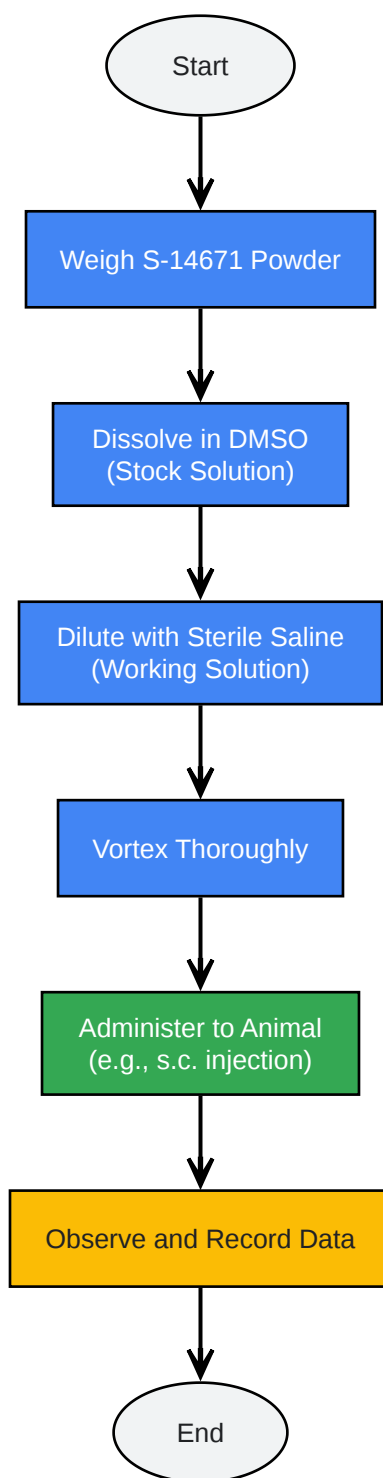 Start
Weigh S-14671 Powder
Dissolve in DMSO
(Stock Solution)
Dilute with Sterile Saline
(Working Solution)
Vortex Thoroughly
Administer to Animal
(e.g., s.c. injection)
Observe and Record Data
End